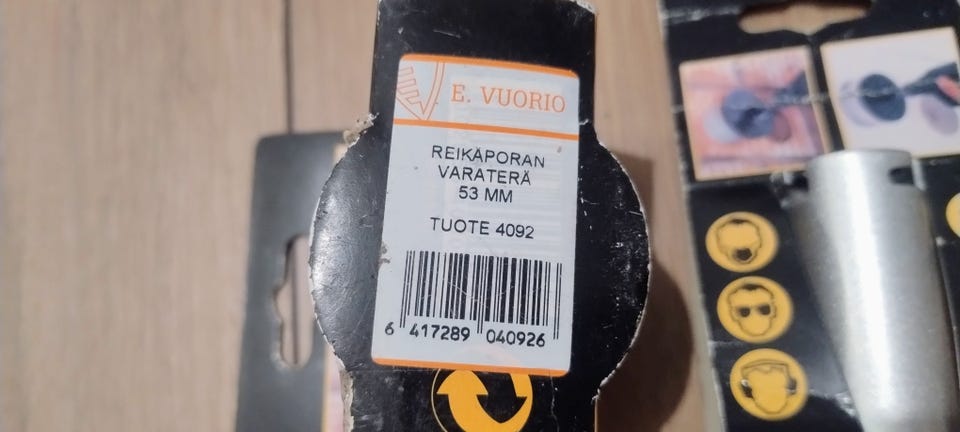 E. VUORIO
REIKÄPORAN
VARATERÄ
53 MM
TUOTE 4092
6 417289 040926